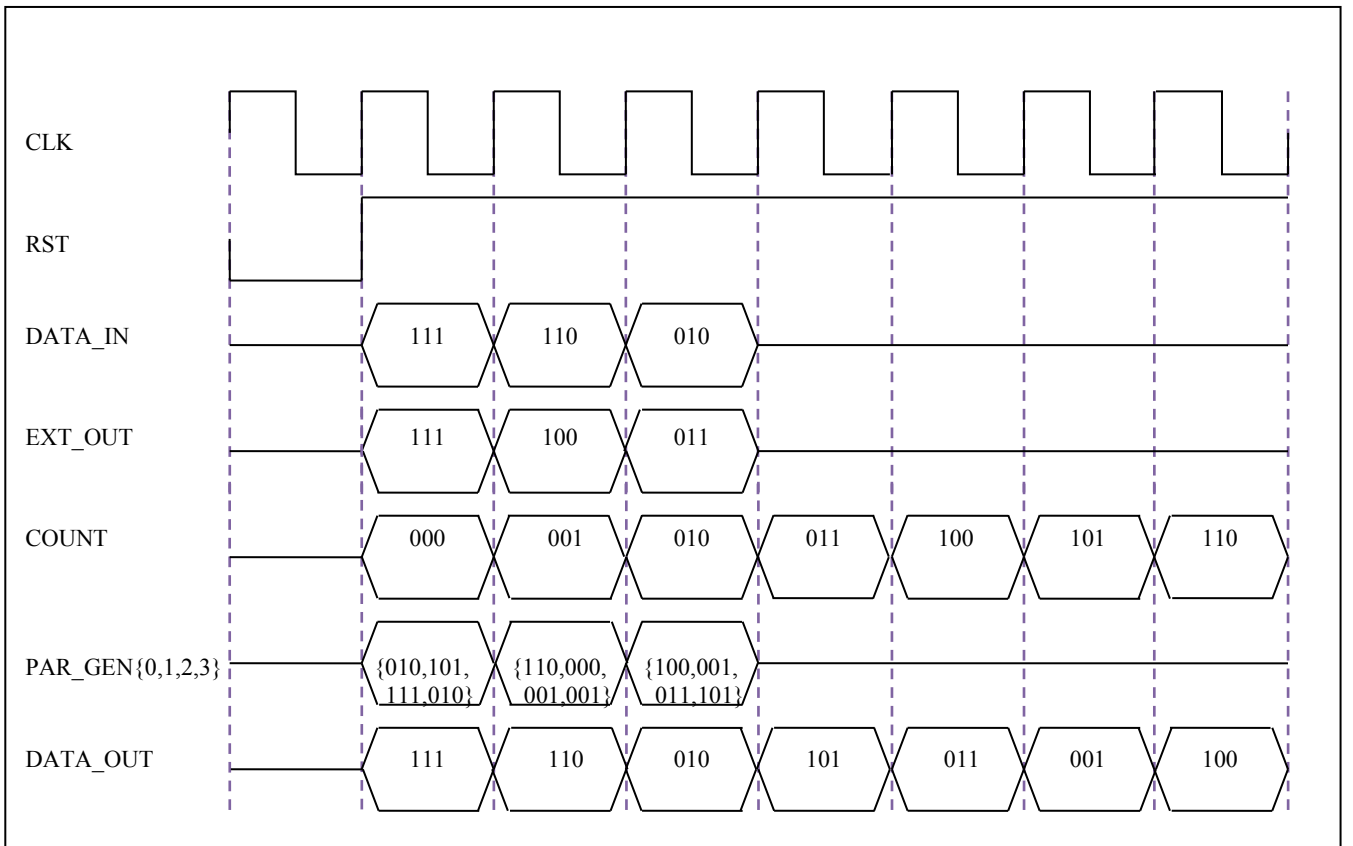 CLK
RST
DATA_IN 111 110 010
EXT_OUT 111 100 011
COUNT 000 001 010 011 100 101 110
PAR_GEN{0,1,2,3} {010,101, {110,000, {100,001,
111,010} 001,001} 011,101}
DATA_OUT 111 110 010 101 011 001 100